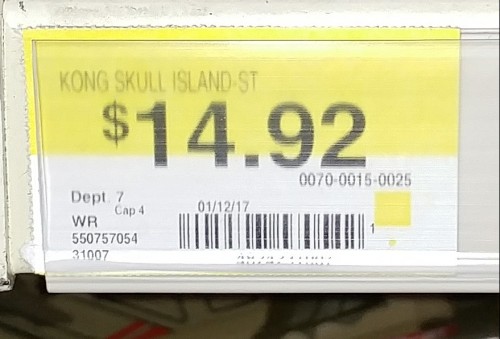 KONG SKULL ISLAND-ST
$14.92
0070-0015-0025
Dept. 7
Cap 4
01/12/17
WR
550757054
1
31007